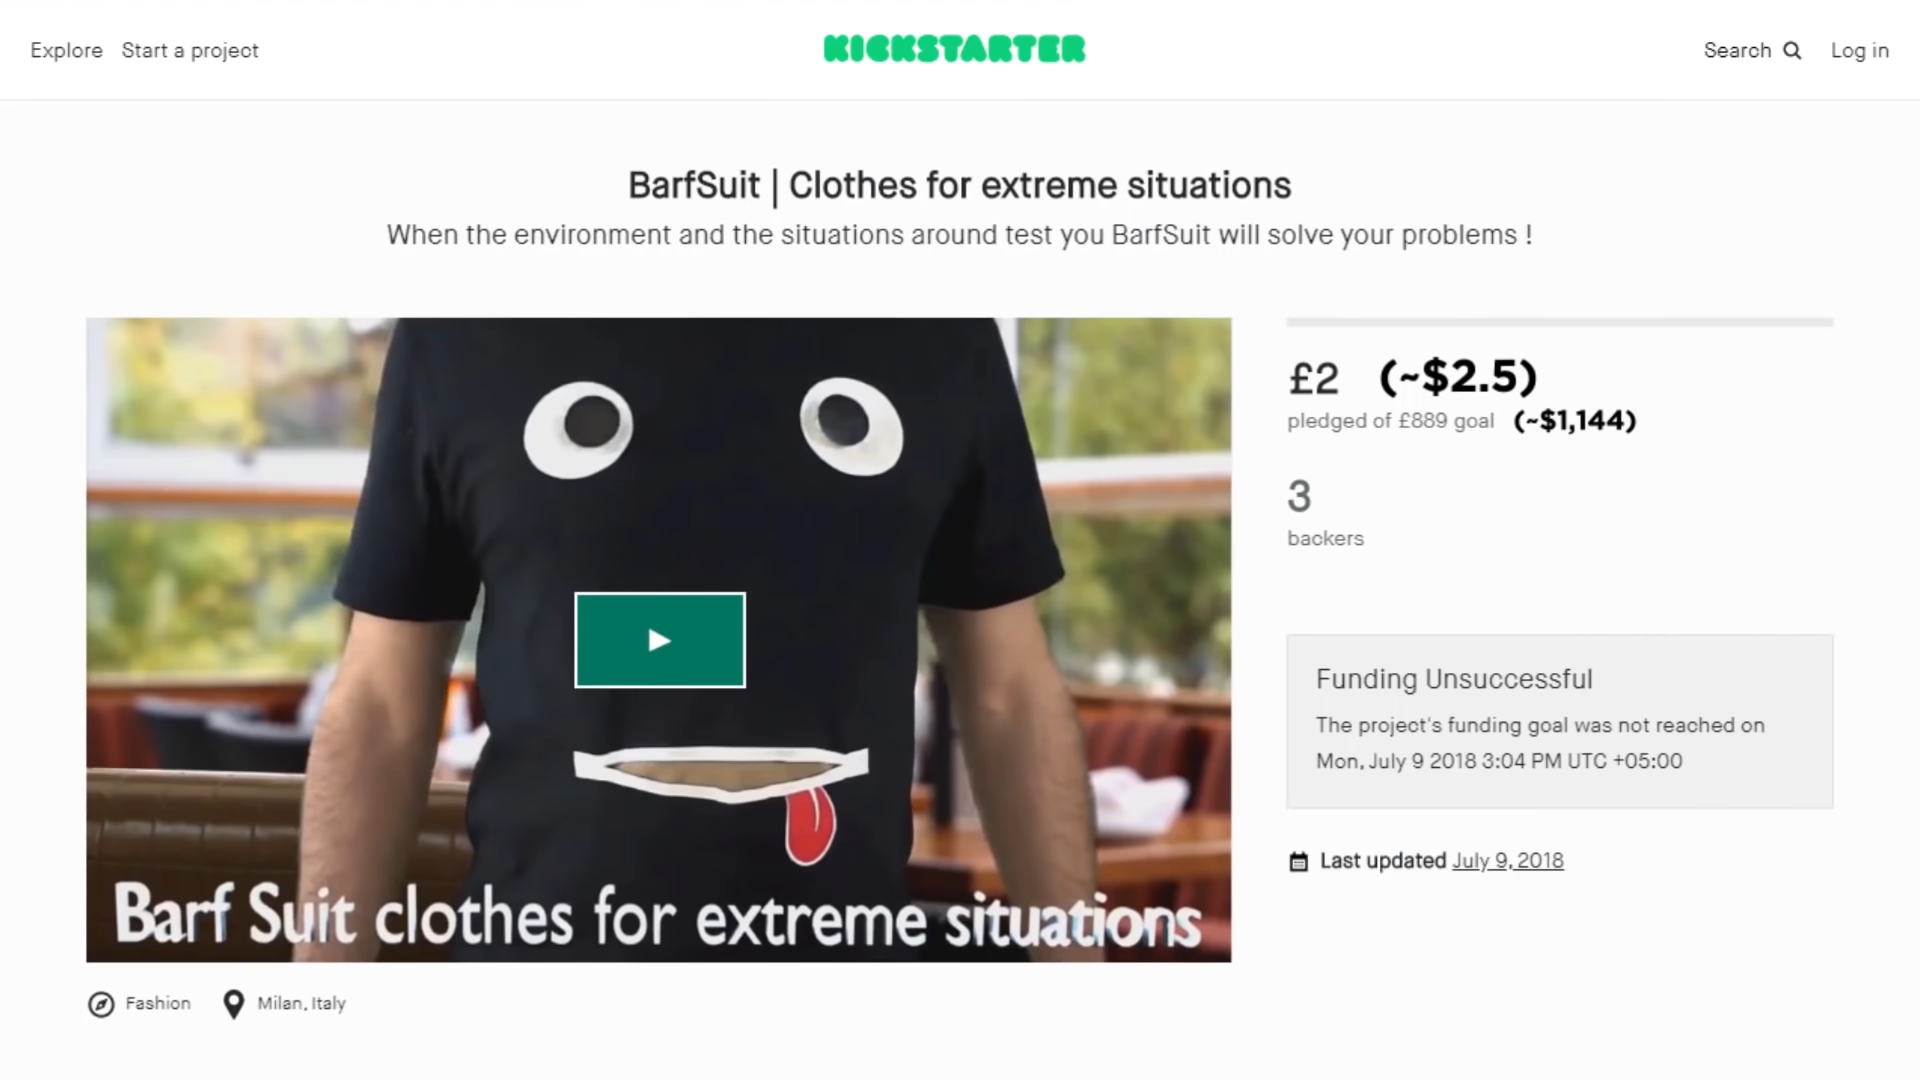 Explore Start a project KICKSTARTER Search Log in
BarfSuit | Clothes for extreme situations
When the environment and the situations around test you BarfSuit will solve your problems !
£2 (~$2.5)
pledged of £889 goal (~$1,144)
3
backers
Funding Unsuccessful
The project's funding goal was not reached on
Mon, July 9 2018 3:04 PM UTC +05:00
Last updated July 9, 2018
Barf Suit clothes for extreme situations
Fashion Milan, Italy